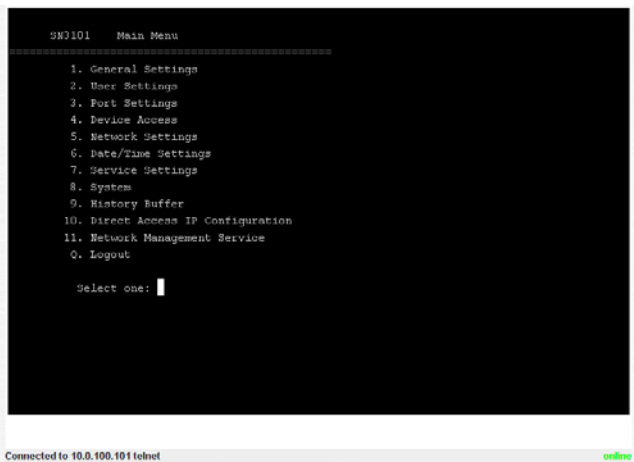 SN3101 Main Menu
================================================
1. General Settings
2. User Settings
3. Port Settings
4. Device Access
5. Network Settings
6. Date/Time Settings
7. Service Settings
8. System
9. History Buffer
10. Direct Access IP Configuration
11. Network Management Service
Q. Logout
Select one:
Connected to 10.0.100.101 telnet online